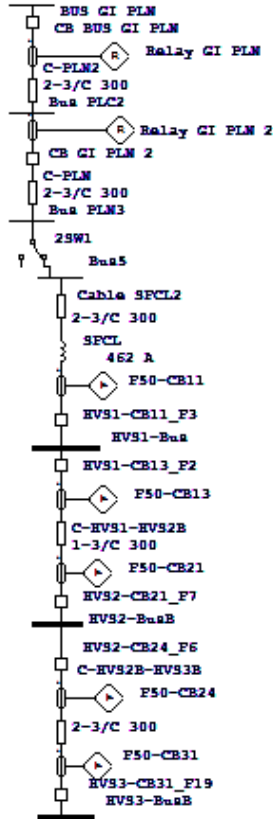 BUS GI PLN
CB BUS GI PLN
R
Relay GI PLN
C-PLN2
2-3/C 300
Bus PLC2
R
Relay GI PLN 2
CB GI PLN 2
C-PLN
2-3/C 300
Bus PLN3
2SW1
Bus5
Cable SFCL2
2-3/C 300
SFCL
462 A
F50-CB11
HVS1-CB11_F3
HVS1-Bus
HVS1-CB13_F2
F50-CB13
C-HVS1-HVS2B
1-3/C 300
F50-CB21
HVS2-CB21_F7
HVS2-BusB
HVS2-CB24_F6
C-HVS2B-HVS3B
F50-CB24
2-3/C 300
F50-CB31
HVS3-CB31_F19
HVS3-BusB